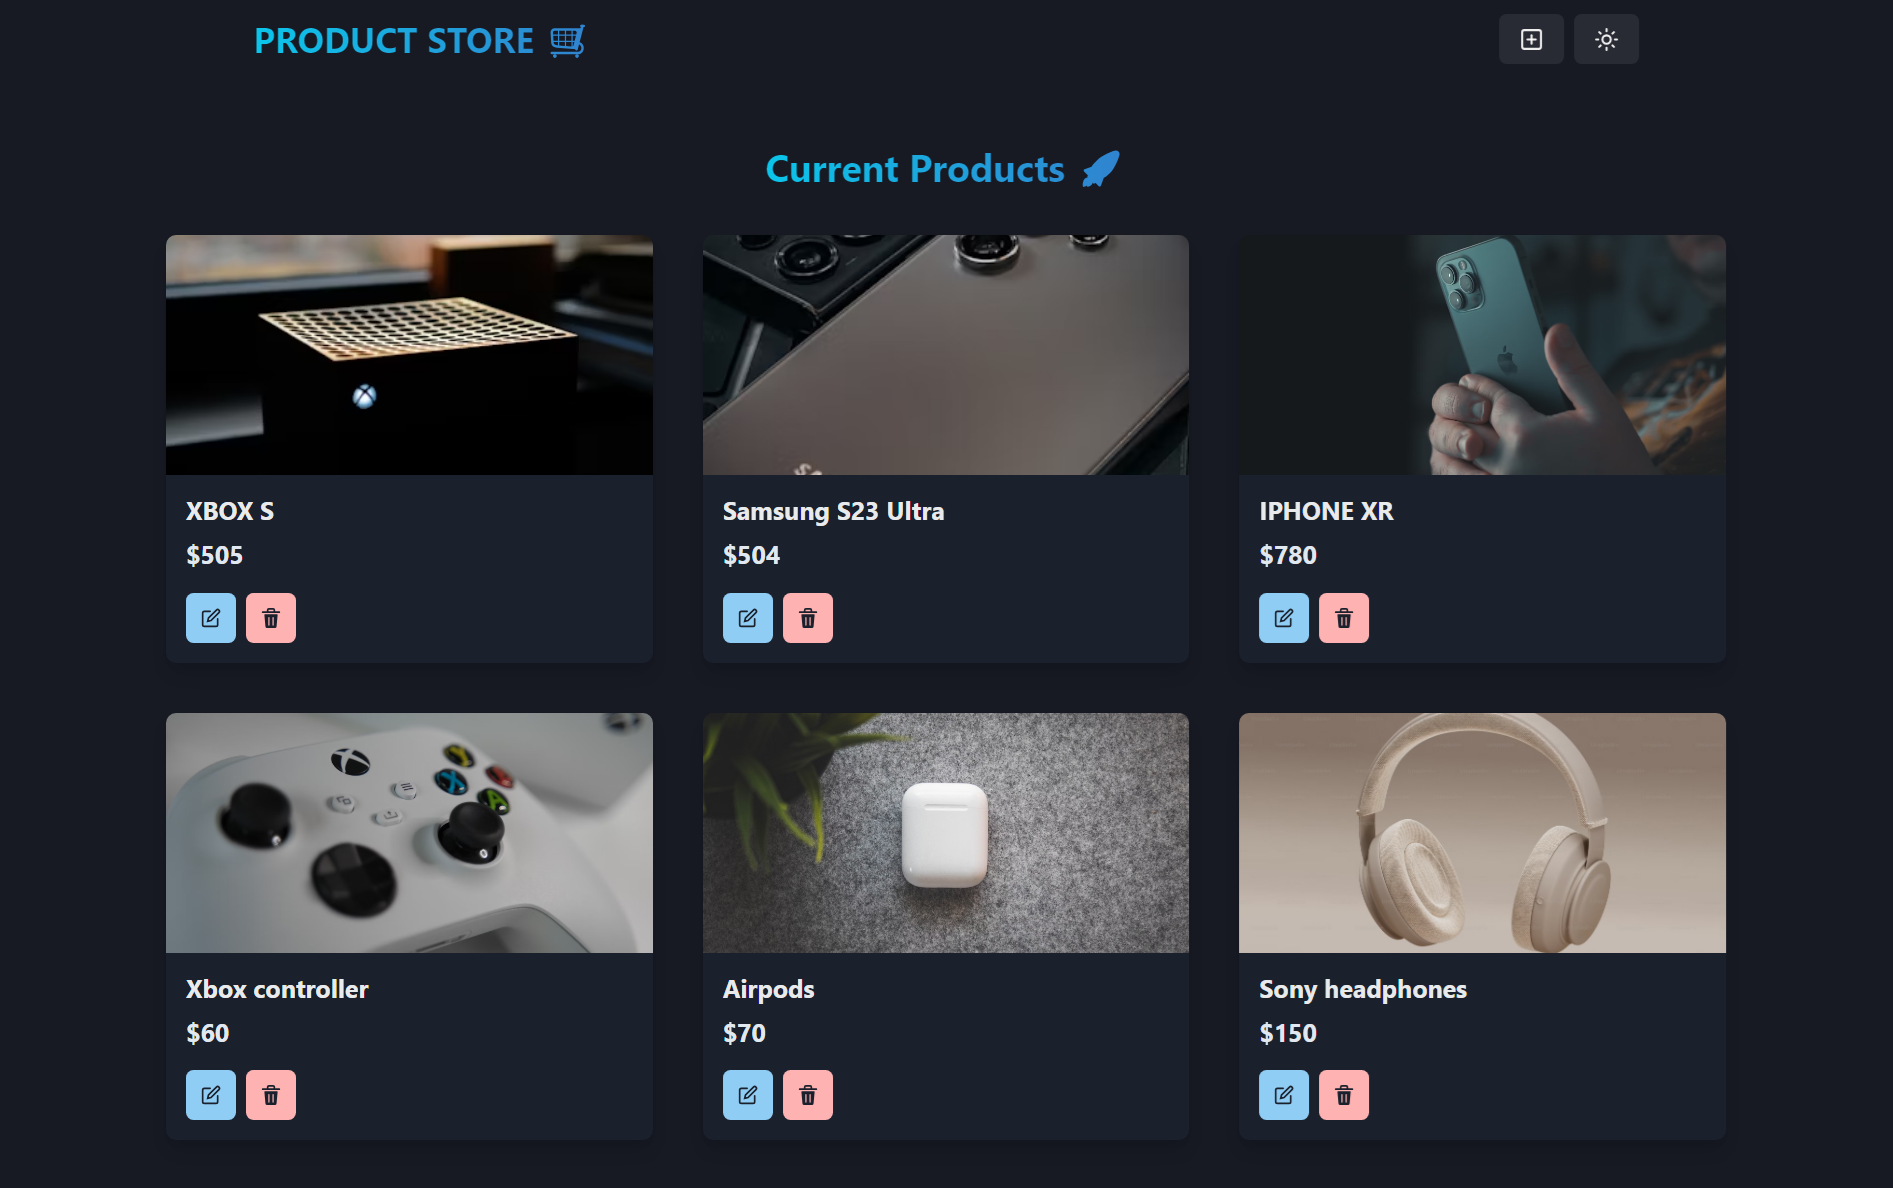 PRODUCT STORE
Current Products
XBOX S
$505
Samsung S23 Ultra
$504
IPHONE XR
$780
Xbox controller
$60
Airpods
$70
Sony headphones
$150